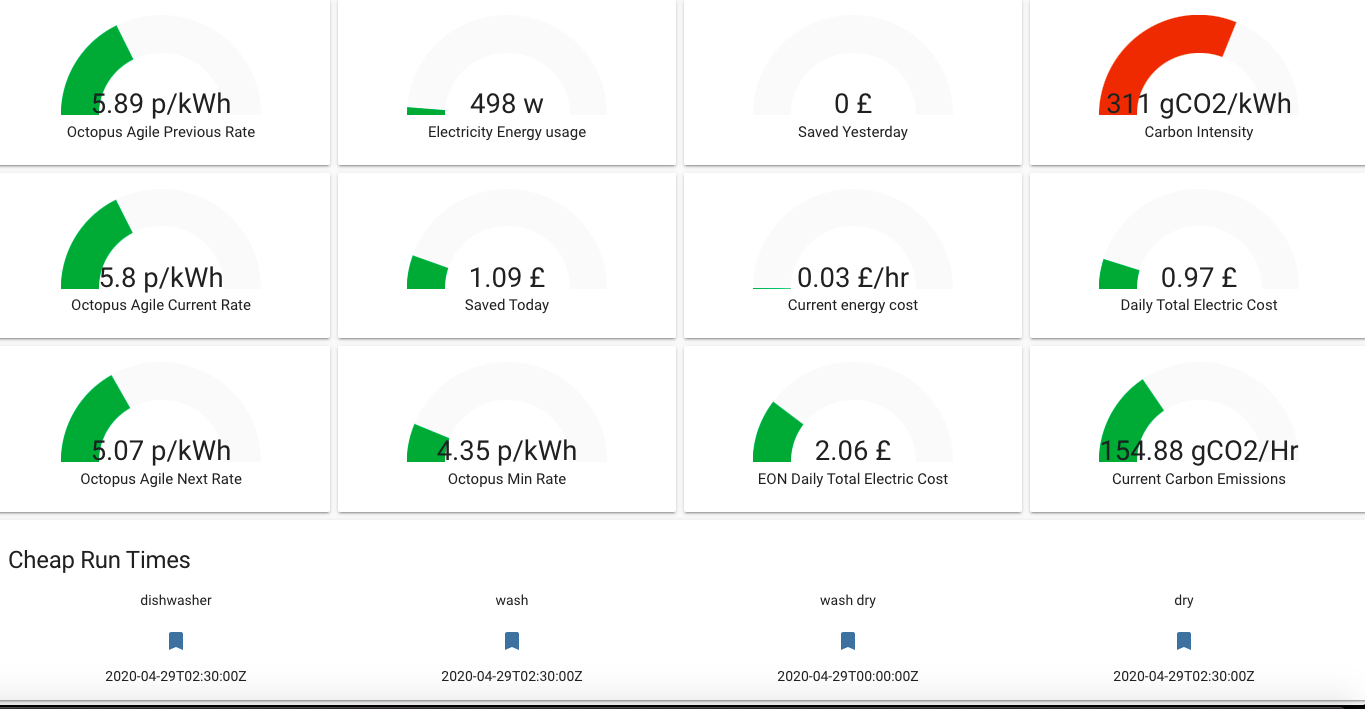 5.89 p/kWh
Octopus Agile Previous Rate
498 w
Electricity Energy usage
0 £
Saved Yesterday
311 gCO2/kWh
Carbon Intensity
5.8 p/kWh
Octopus Agile Current Rate
1.09 £
Saved Today
0.03 £/hr
Current energy cost
0.97 £
Daily Total Electric Cost
5.07 p/kWh
Octopus Agile Next Rate
4.35 p/kWh
Octopus Min Rate
2.06 £
EON Daily Total Electric Cost
154.88 gCO2/Hr
Current Carbon Emissions
Cheap Run Times
dishwasher
2020-04-29T02:30:00Z
wash
2020-04-29T02:30:00Z
wash dry
2020-04-29T00:00:00Z
dry
2020-04-29T02:30:00Z